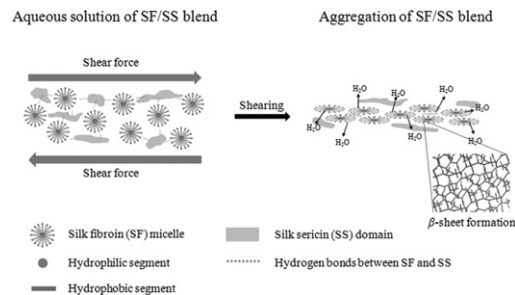 Aqueous solution of SF/SS blend
Aggregation of SF/SS blend
Shear force
Shear force
Shearing
H₂O
H₂O
H₂O
H₂O
H₂O
H₂O
H₂O
H₂O
β-sheet formation
Silk fibroin (SF) micelle
Silk sericin (SS) domain
Hydrophilic segment
Hydrogen bonds between SF and SS
Hydrophobic segment